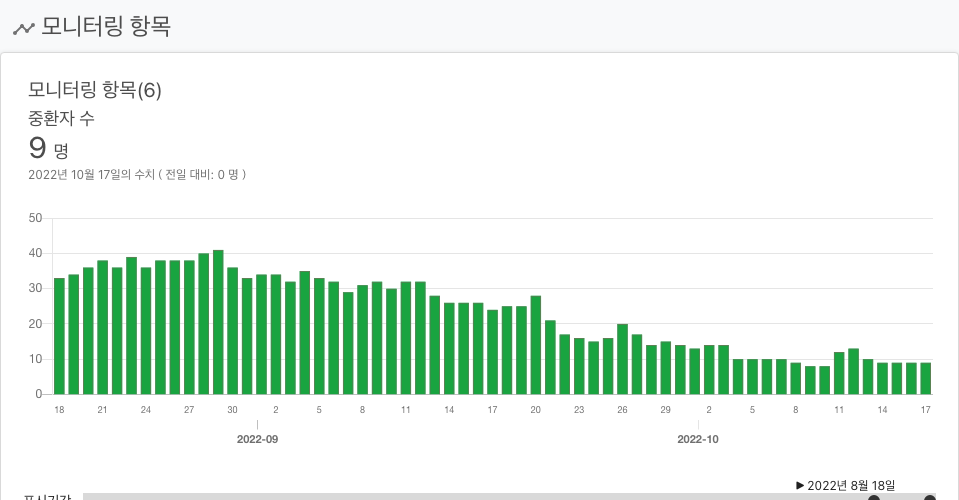 모니터링 항목
모니터링 항목(6)
중환자 수
9 명
2022년 10월 17일의 수치 ( 전일 대비: 0 명 )
50
40
30
20
10
0
18 21 24 27 30 2 5 8 11 14 17 20 23 26 29 2 5 8 11 14 17
2022-09 2022-10
▶ 2022년 8월 18일
표시기간